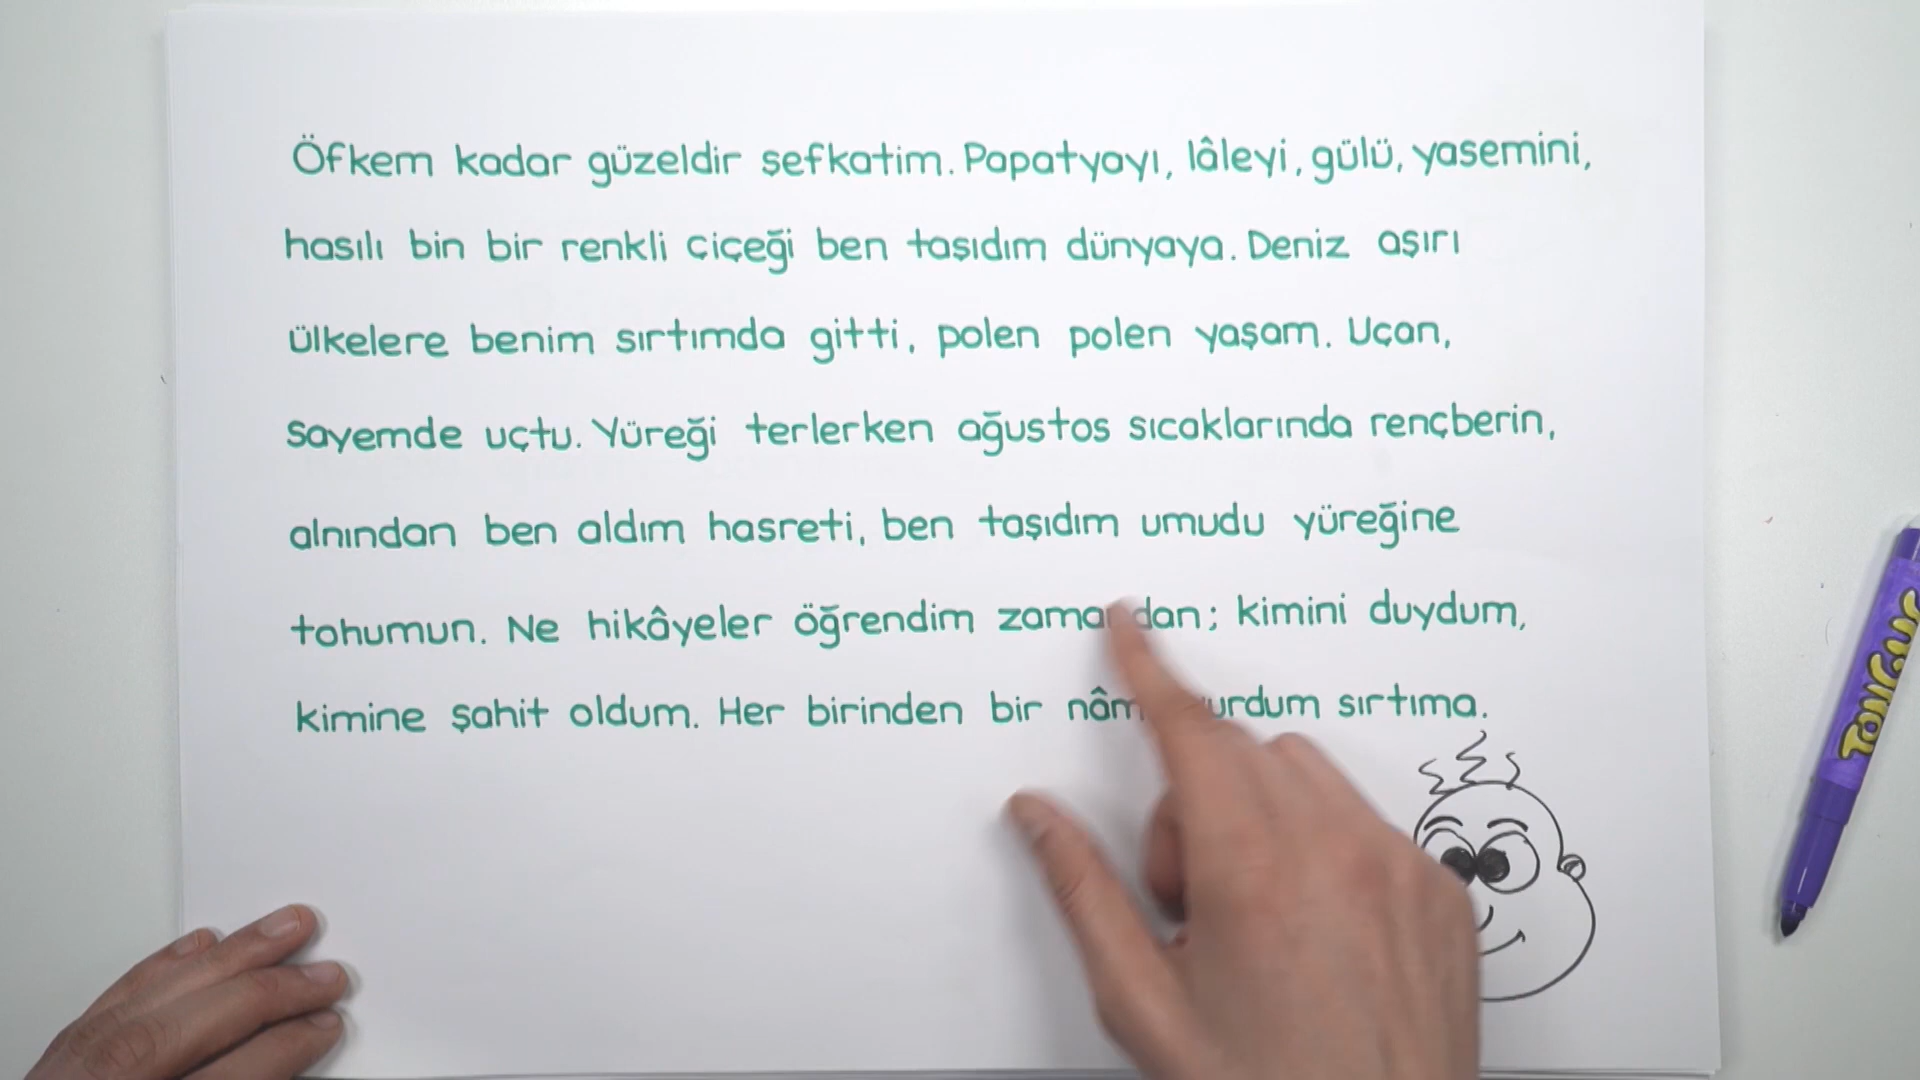 Öfkem kadar güzeldir şefkatim. Papatyayı, lâleyi, gülü, yasemini,
hasılı bin bir renkli çiçeği ben taşıdım dünyaya. Deniz aşırı
ülkelere benim sırtımda gitti, polen polen yaşam. Uçan,
sayemde uçtu. Yüreği terlerken ağustos sıcaklarında rençberin,
alnından ben aldım hasreti, ben taşıdım umudu yüreğine
tohumun. Ne hikâyeler öğrendim zamandan; kimini duydum,
kimine şahit oldum. Her birinden bir sırtıma.
TONGUÇ